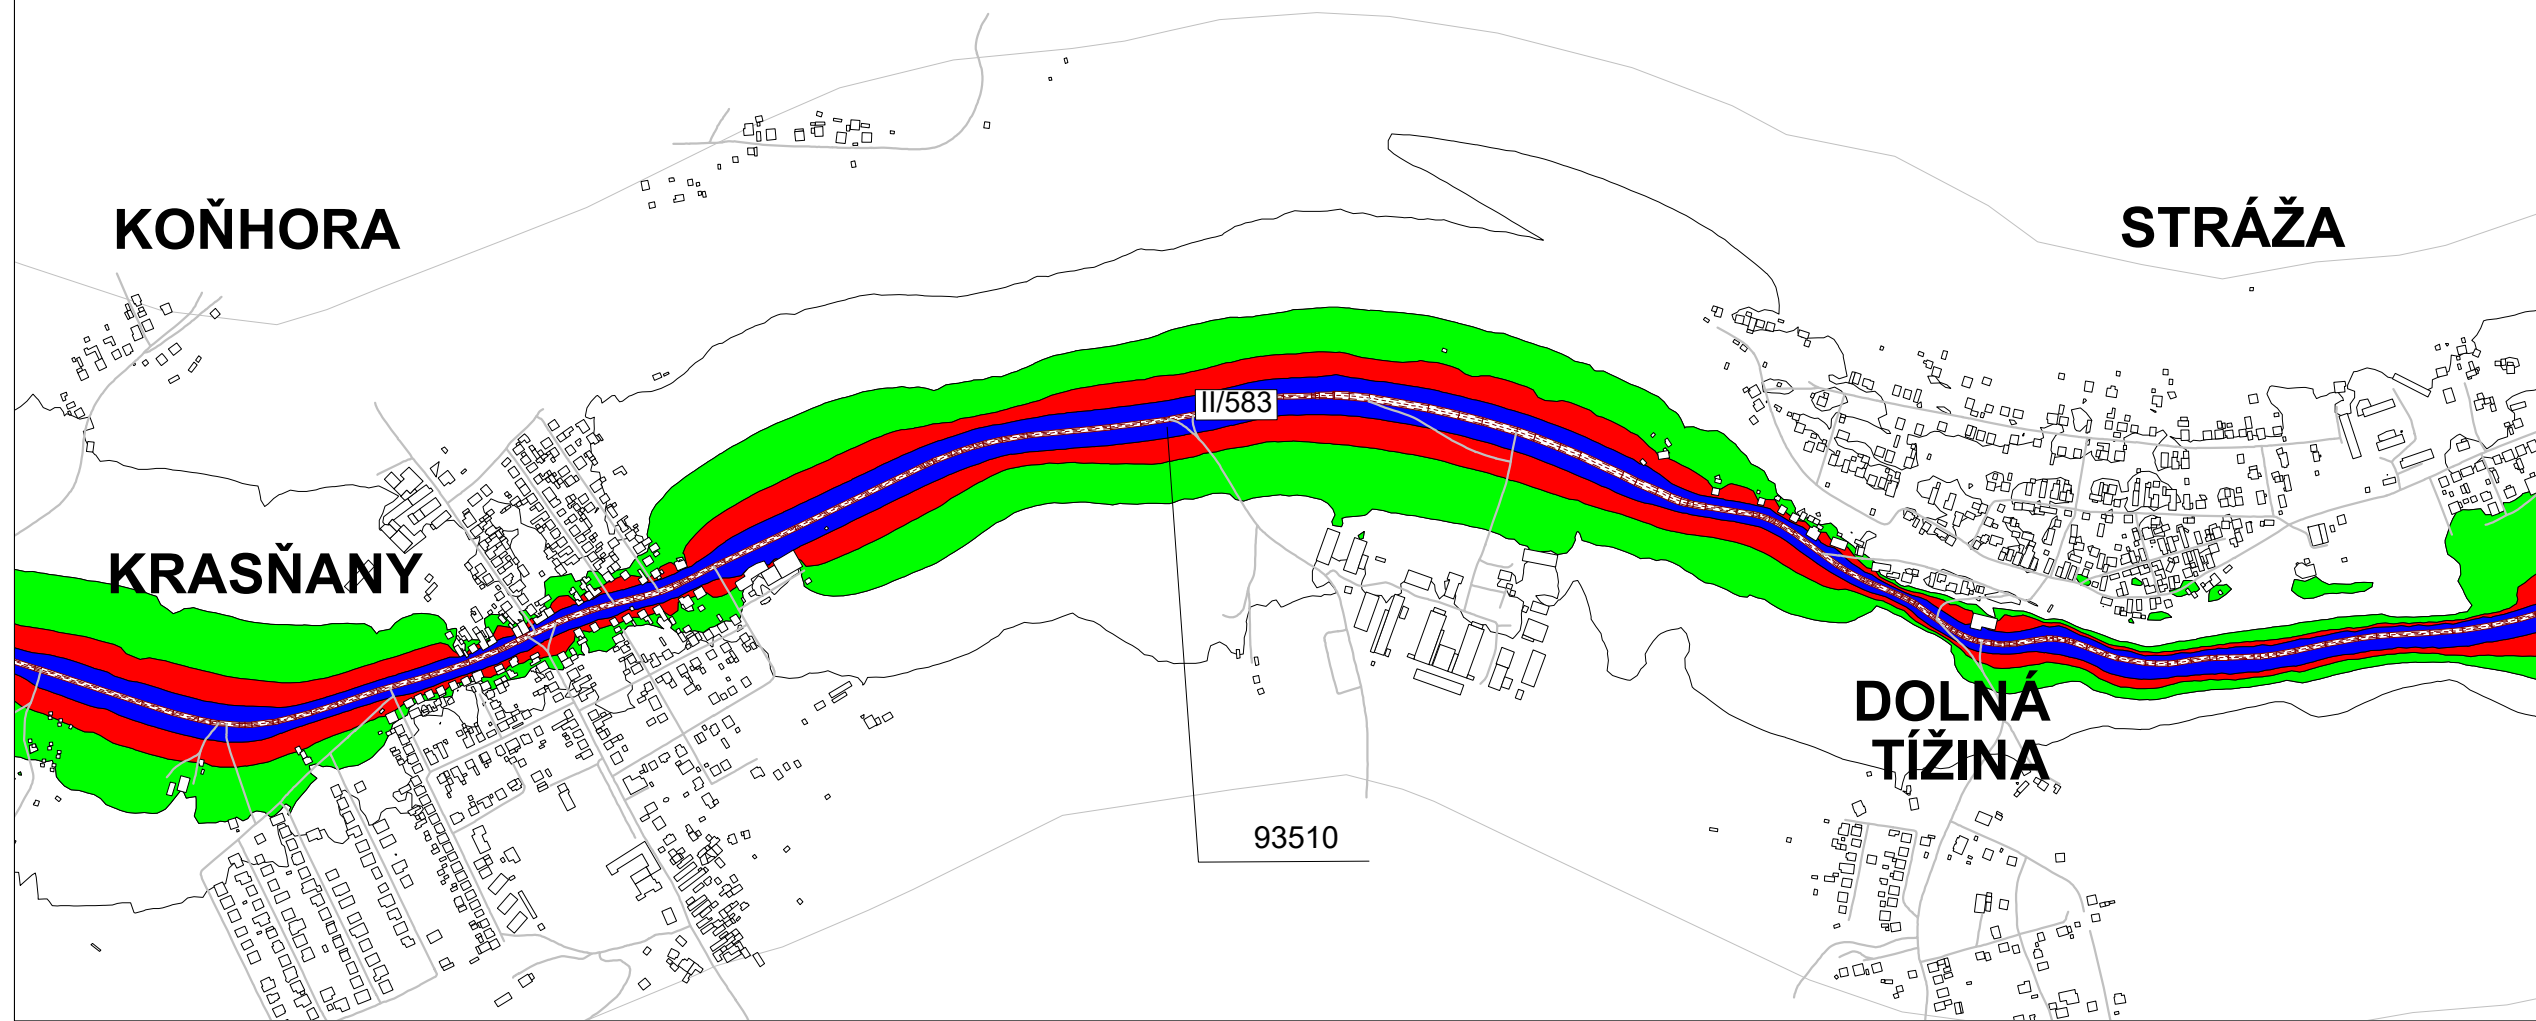 KOŇHORA
STRÁŽA
II/583
KRASŇANY
DOLNÁ
TÍŽINA
93510